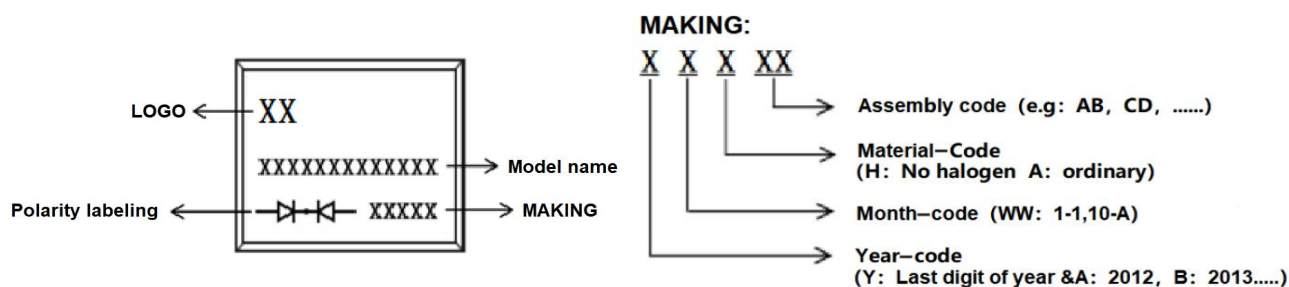 LOGO
XX
XXXXXXXXXXXXX
Model name
Polarity labeling
XXXXX
MAKING
MAKING:
X X X XX
Assembly code (e.g: AB, CD, ......)
Material-Code
(H: No halogen A: ordinary)
Month-code (WW: 1-1,10-A)
Year-code
(Y: Last digit of year &A: 2012, B: 2013.....)